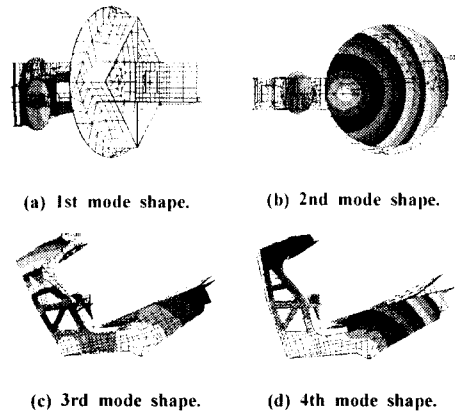 (a) 1st mode shape.
(b) 2nd mode shape.
(c) 3rd mode shape.
(d) 4th mode shape.